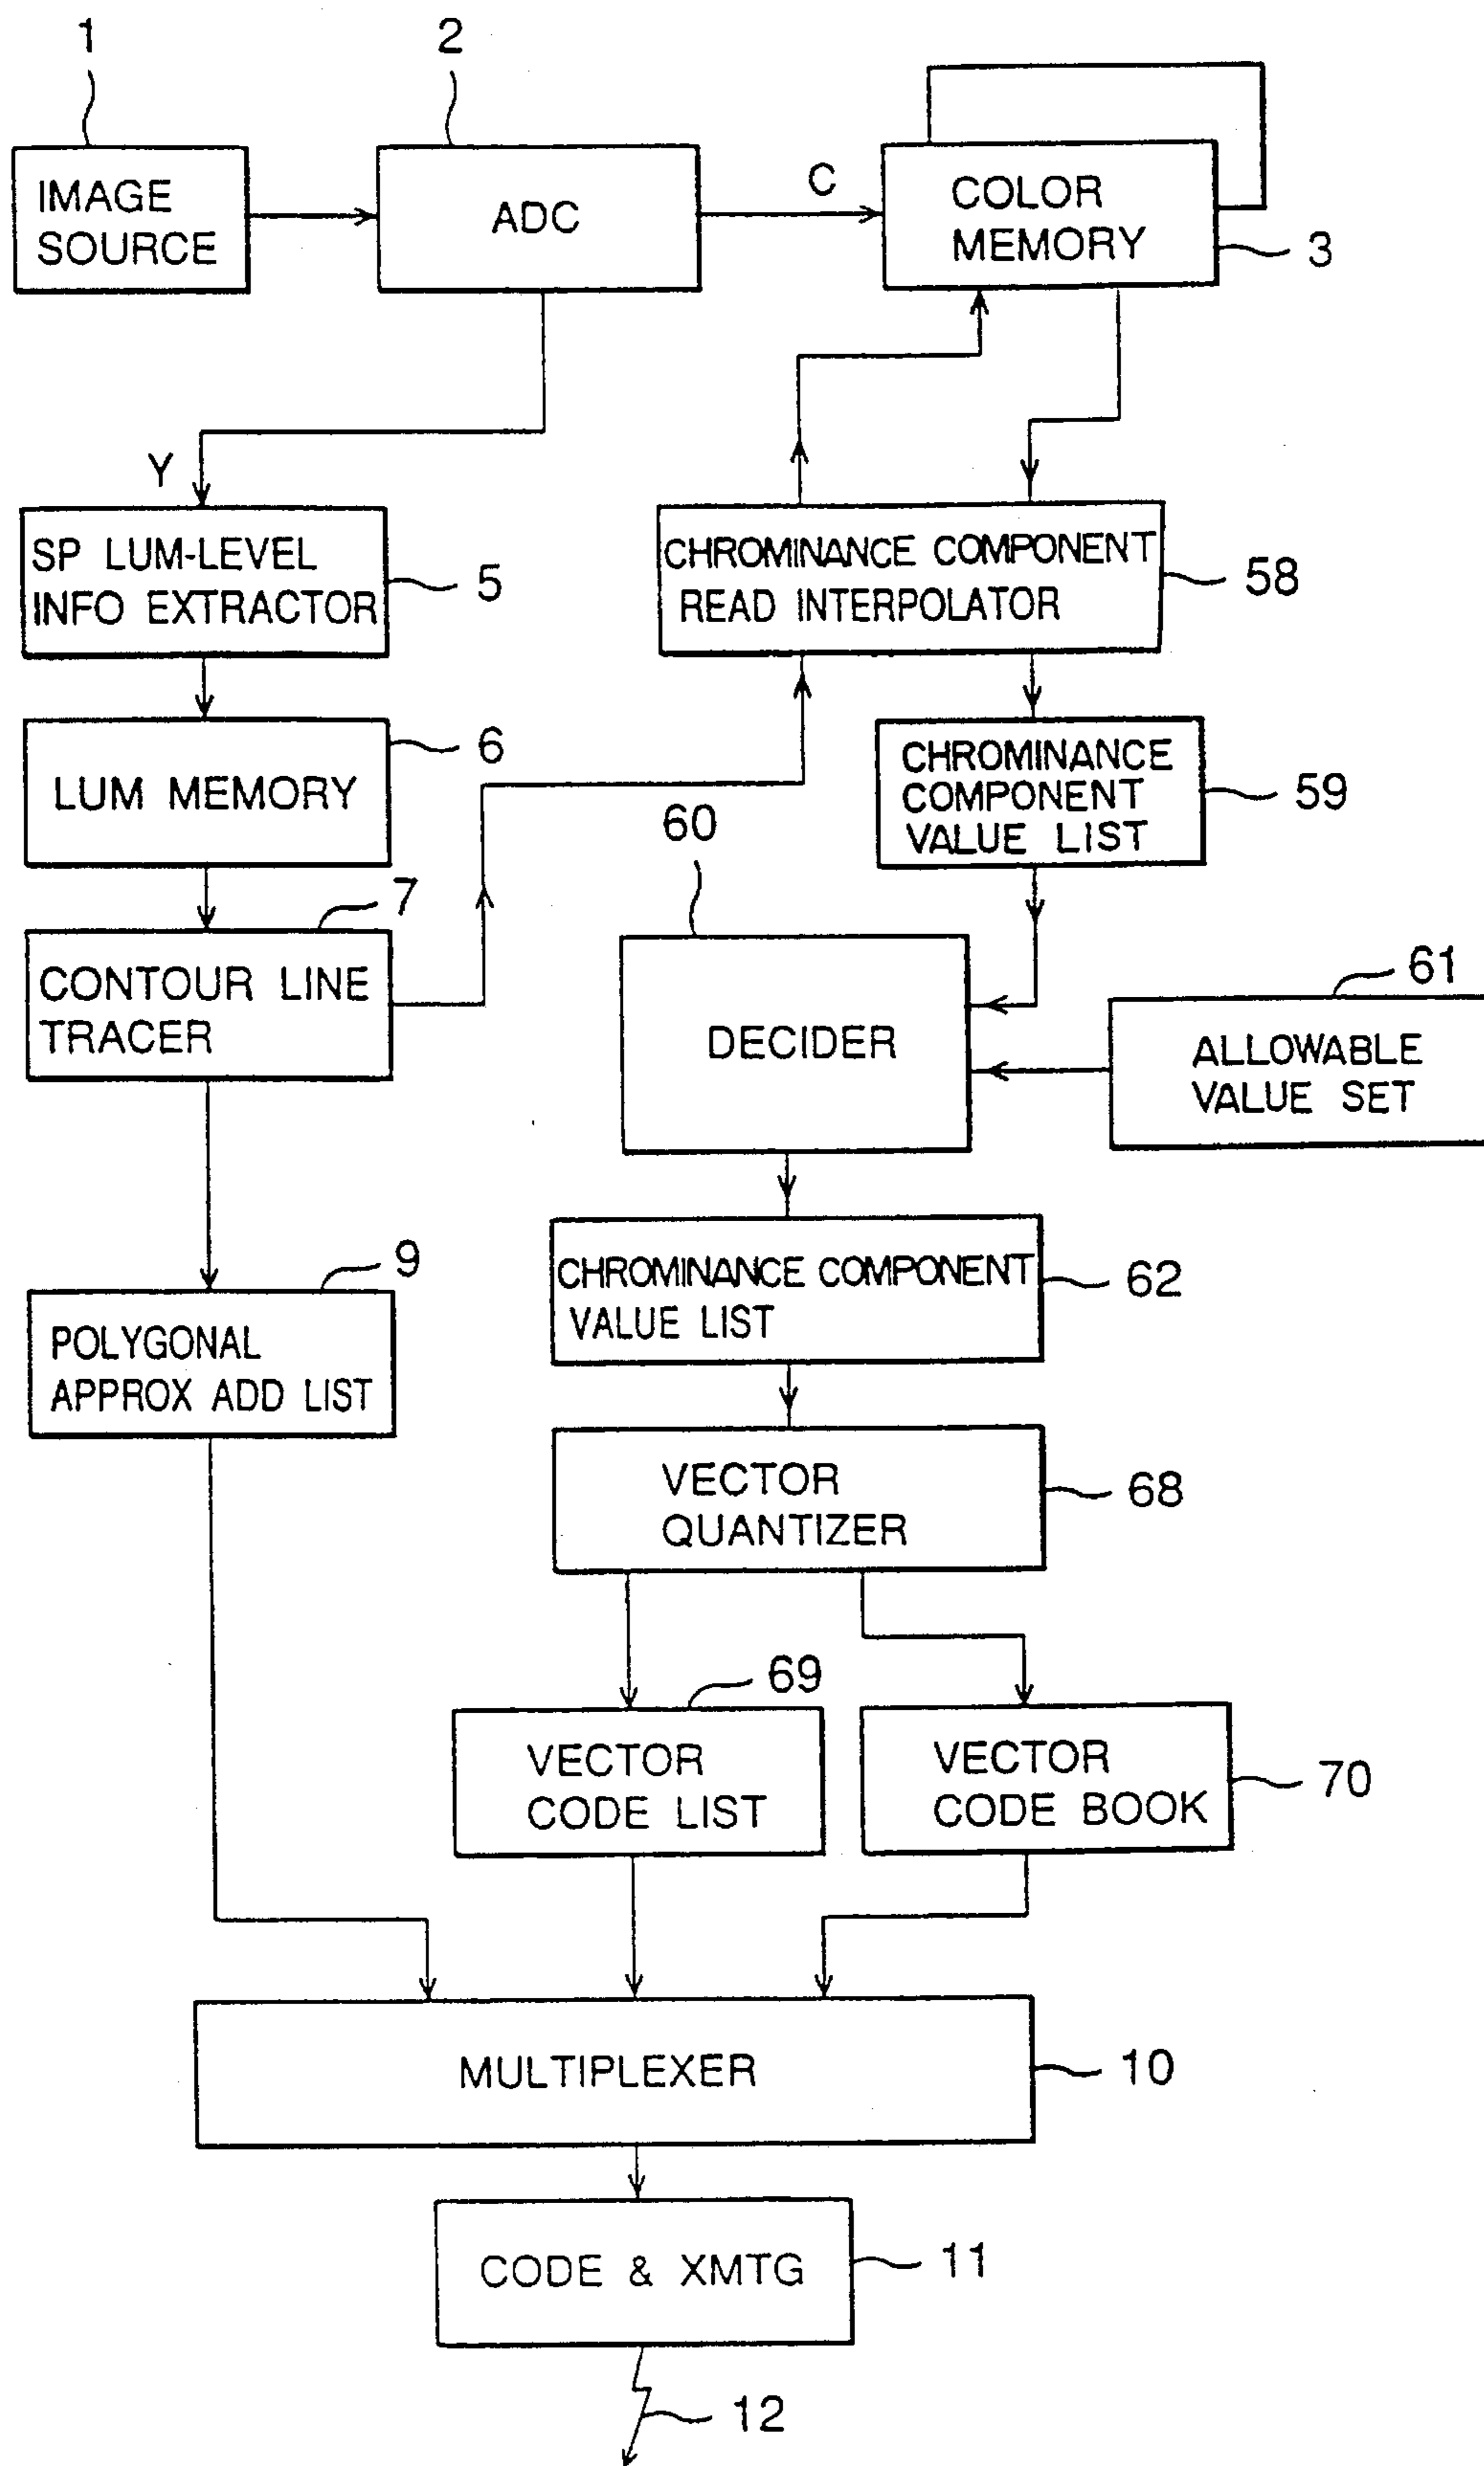 1
2
IMAGE
SOURCE
ADC
C
COLOR
MEMORY
3
Y
SP LUM-LEVEL
INFO EXTRACTOR
5
CHROMINANCE COMPONENT
READ INTERPOLATOR
58
LUM MEMORY
6
CHROMINANCE
COMPONENT
VALUE LIST
59
60
7
CONTOUR LINE
TRACER
DECIDER
61
ALLOWABLE
VALUE SET
9
POLYGONAL
APPROX ADD LIST
CHROMINANCE COMPONENT
VALUE LIST
62
VECTOR
QUANTIZER
68
69
VECTOR
CODE LIST
VECTOR
CODE BOOK
70
MULTIPLEXER
10
CODE & XMTG
11
12